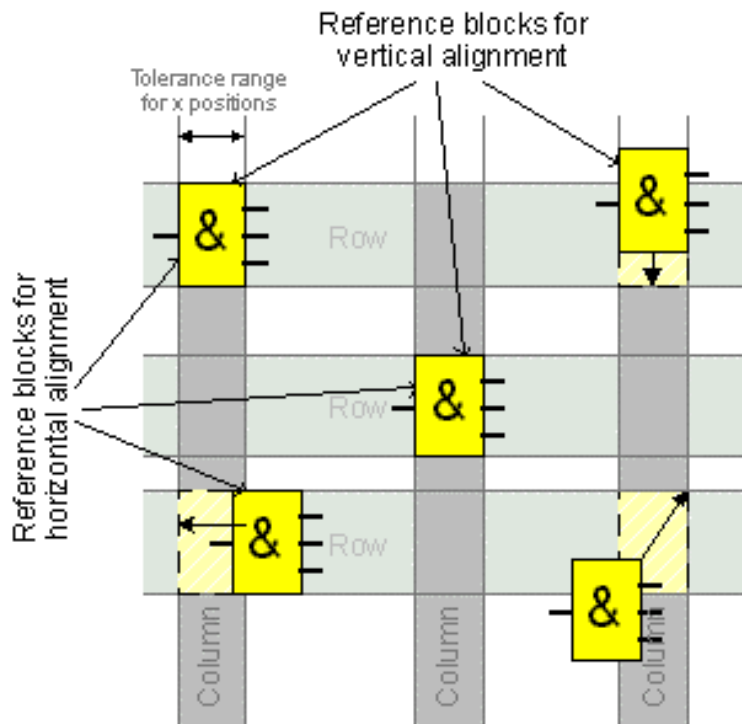 Reference blocks for
vertical alignment
Tolerance range
for x positions
&
&
Row
Reference blocks for
horizontal alignment
&
Row
&
Row
&
Column
Column
Column